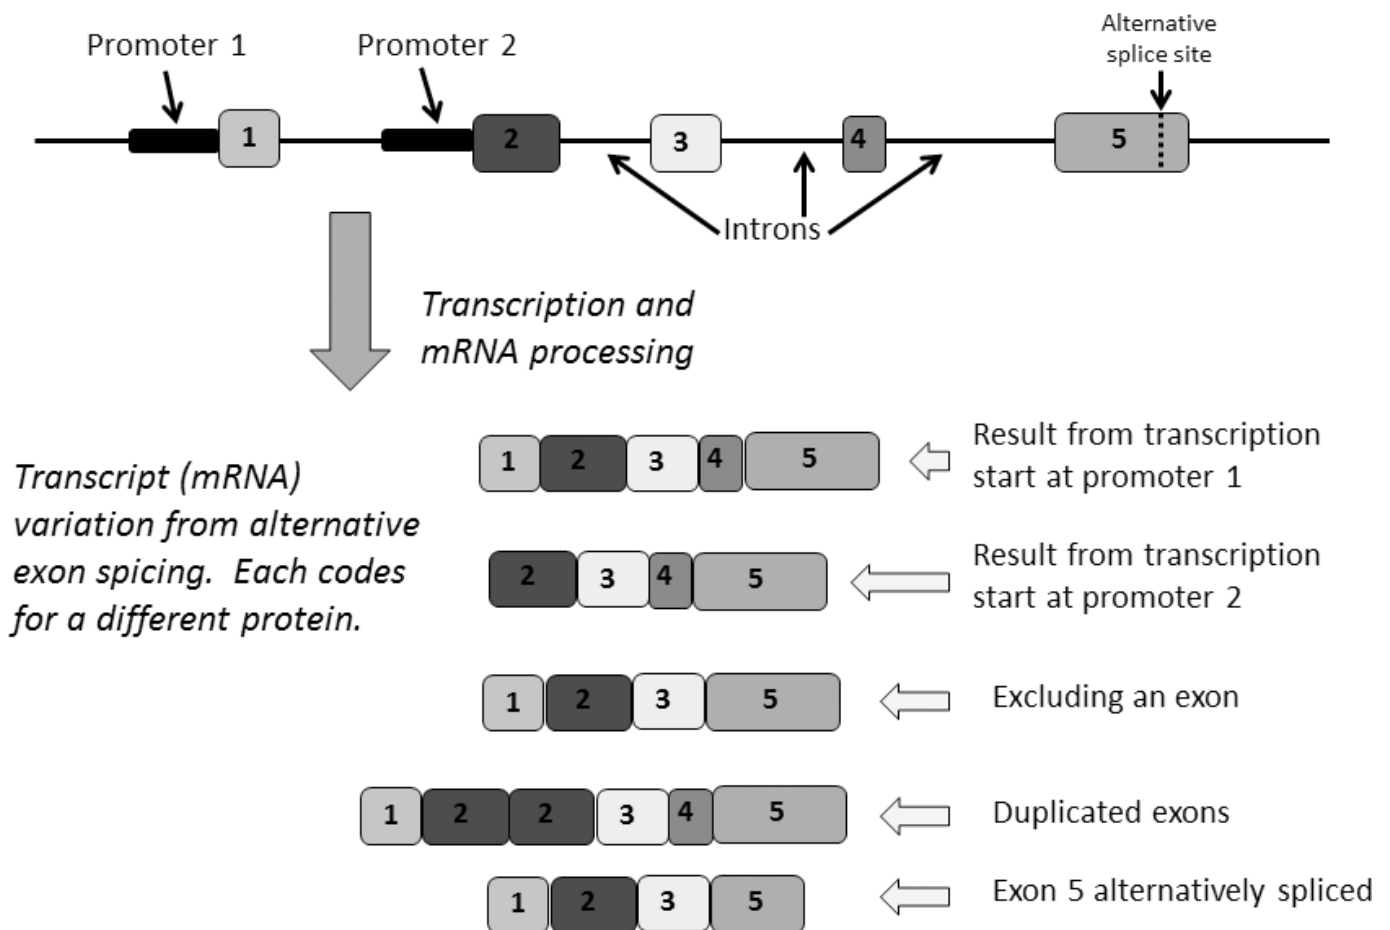 Promoter 1
Promoter 2
Alternative
splice site
1
2
3
4
5
Introns
Transcription and
mRNA processing
Transcript (mRNA)
variation from alternative
exon spicing.  Each codes
for a different protein.
1 2 3 4 5
Result from transcription
start at promoter 1
2 3 4 5
Result from transcription
start at promoter 2
1 2 3 5
Excluding an exon
1 2 2 3 4 5
Duplicated exons
1 2 3 5
Exon 5 alternatively spliced